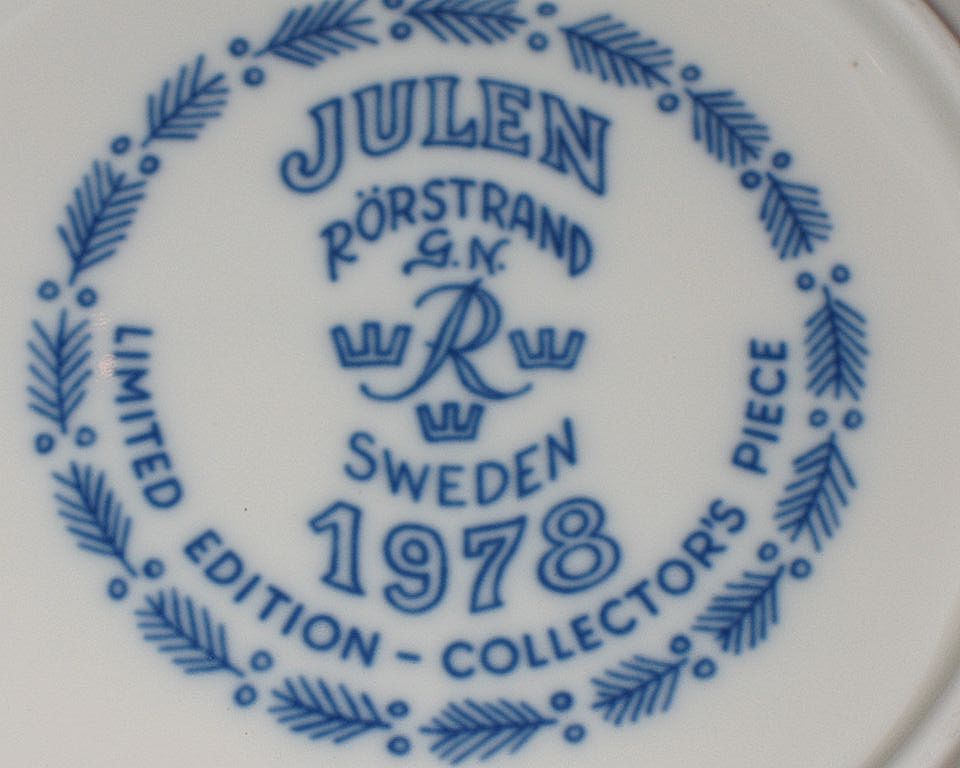 JULEN
RÖRSTRAND
G.N.
R
SWEDEN
1978
LIMITED EDITION - COLLECTOR'S PIECE